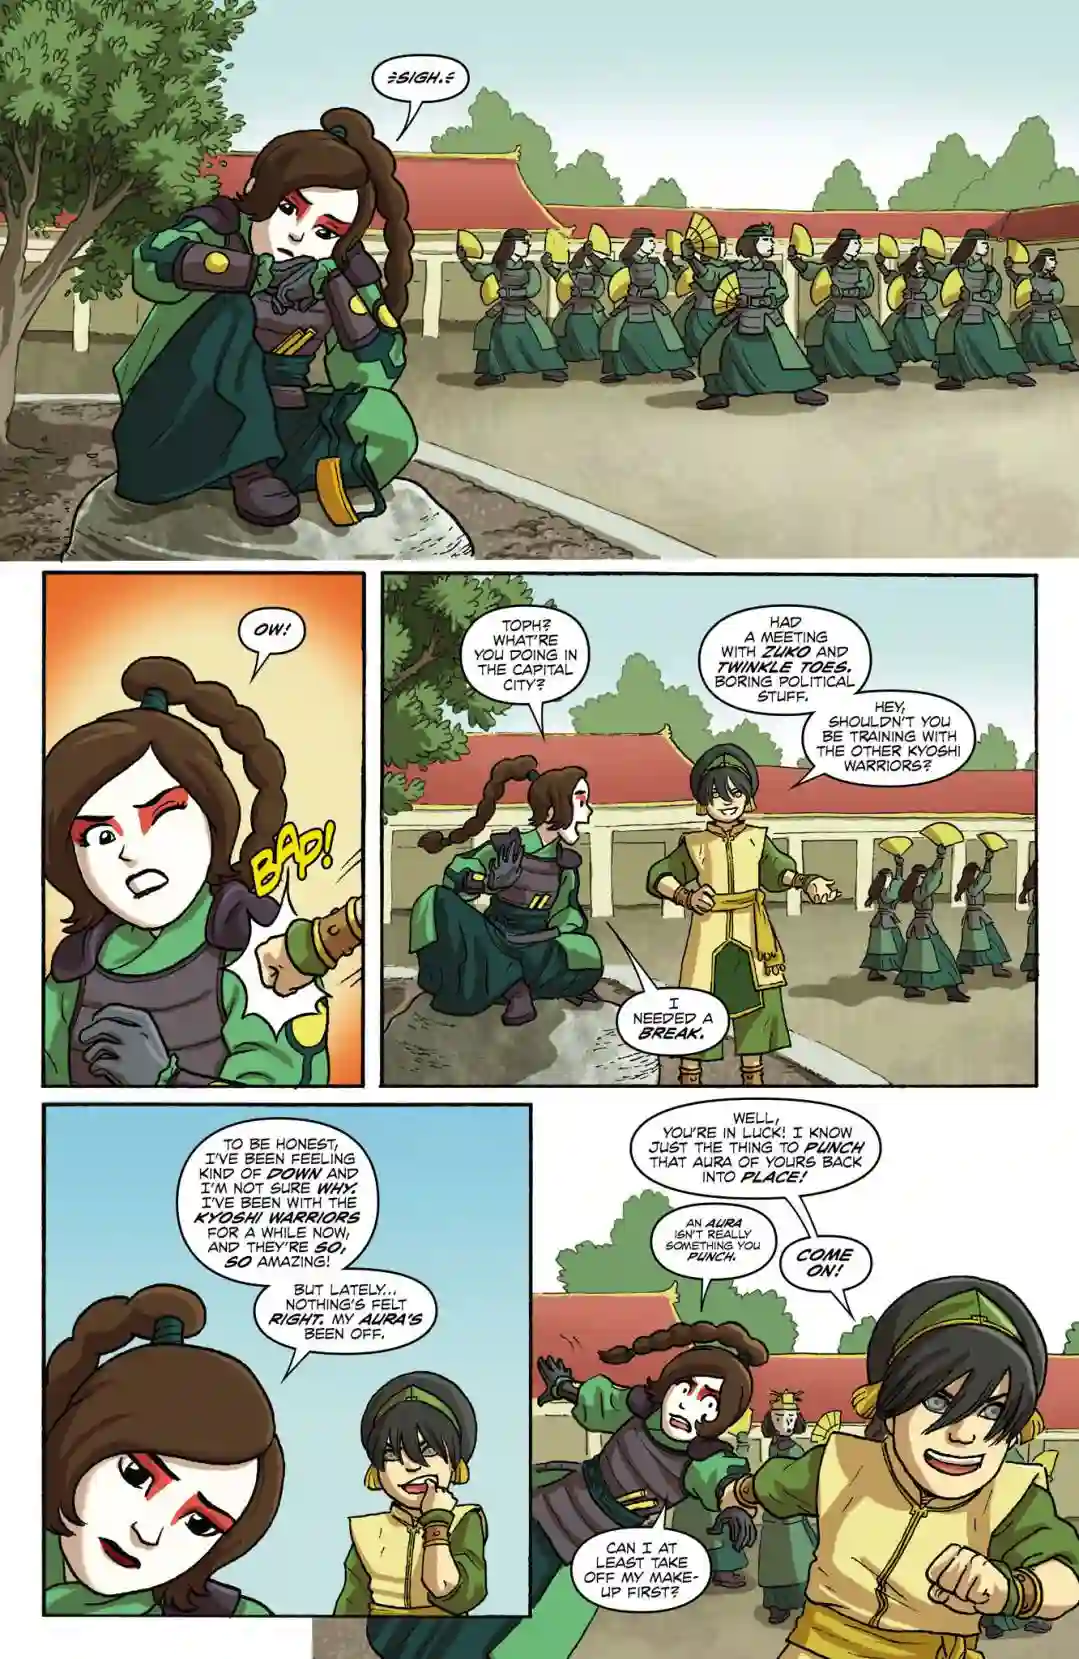 SIGH.
OW!
BAP!
TOPH?
WHAT'RE
YOU DOING IN
THE CAPITAL
CITY?
HAD
A MEETING
WITH ZUKO AND
TWINKLE TOES.
BORING POLITICAL
STUFF.
HEY,
SHOULDN'T YOU
BE TRAINING WITH
THE OTHER KYOSHI
WARRIORS?
I
NEEDED A
BREAK.
TO BE HONEST,
I'VE BEEN FEELING
KIND OF DOWN AND
I'M NOT SURE WHY.
I'VE BEEN WITH THE
KYOSHI WARRIORS
FOR A WHILE NOW,
AND THEY'RE SO,
SO AMAZING!
BUT LATELY...
NOTHING'S FELT
RIGHT. MY AURA'S
BEEN OFF.
WELL,
YOU'RE IN LUCK! I KNOW
JUST THE THING TO PUNCH
THAT AURA OF YOURS BACK
INTO PLACE!
AN AURA
ISN'T REALLY
SOMETHING YOU
PUNCH.
COME
ON!
CAN I AT
LEAST TAKE
OFF MY MAKE-
UP FIRST?